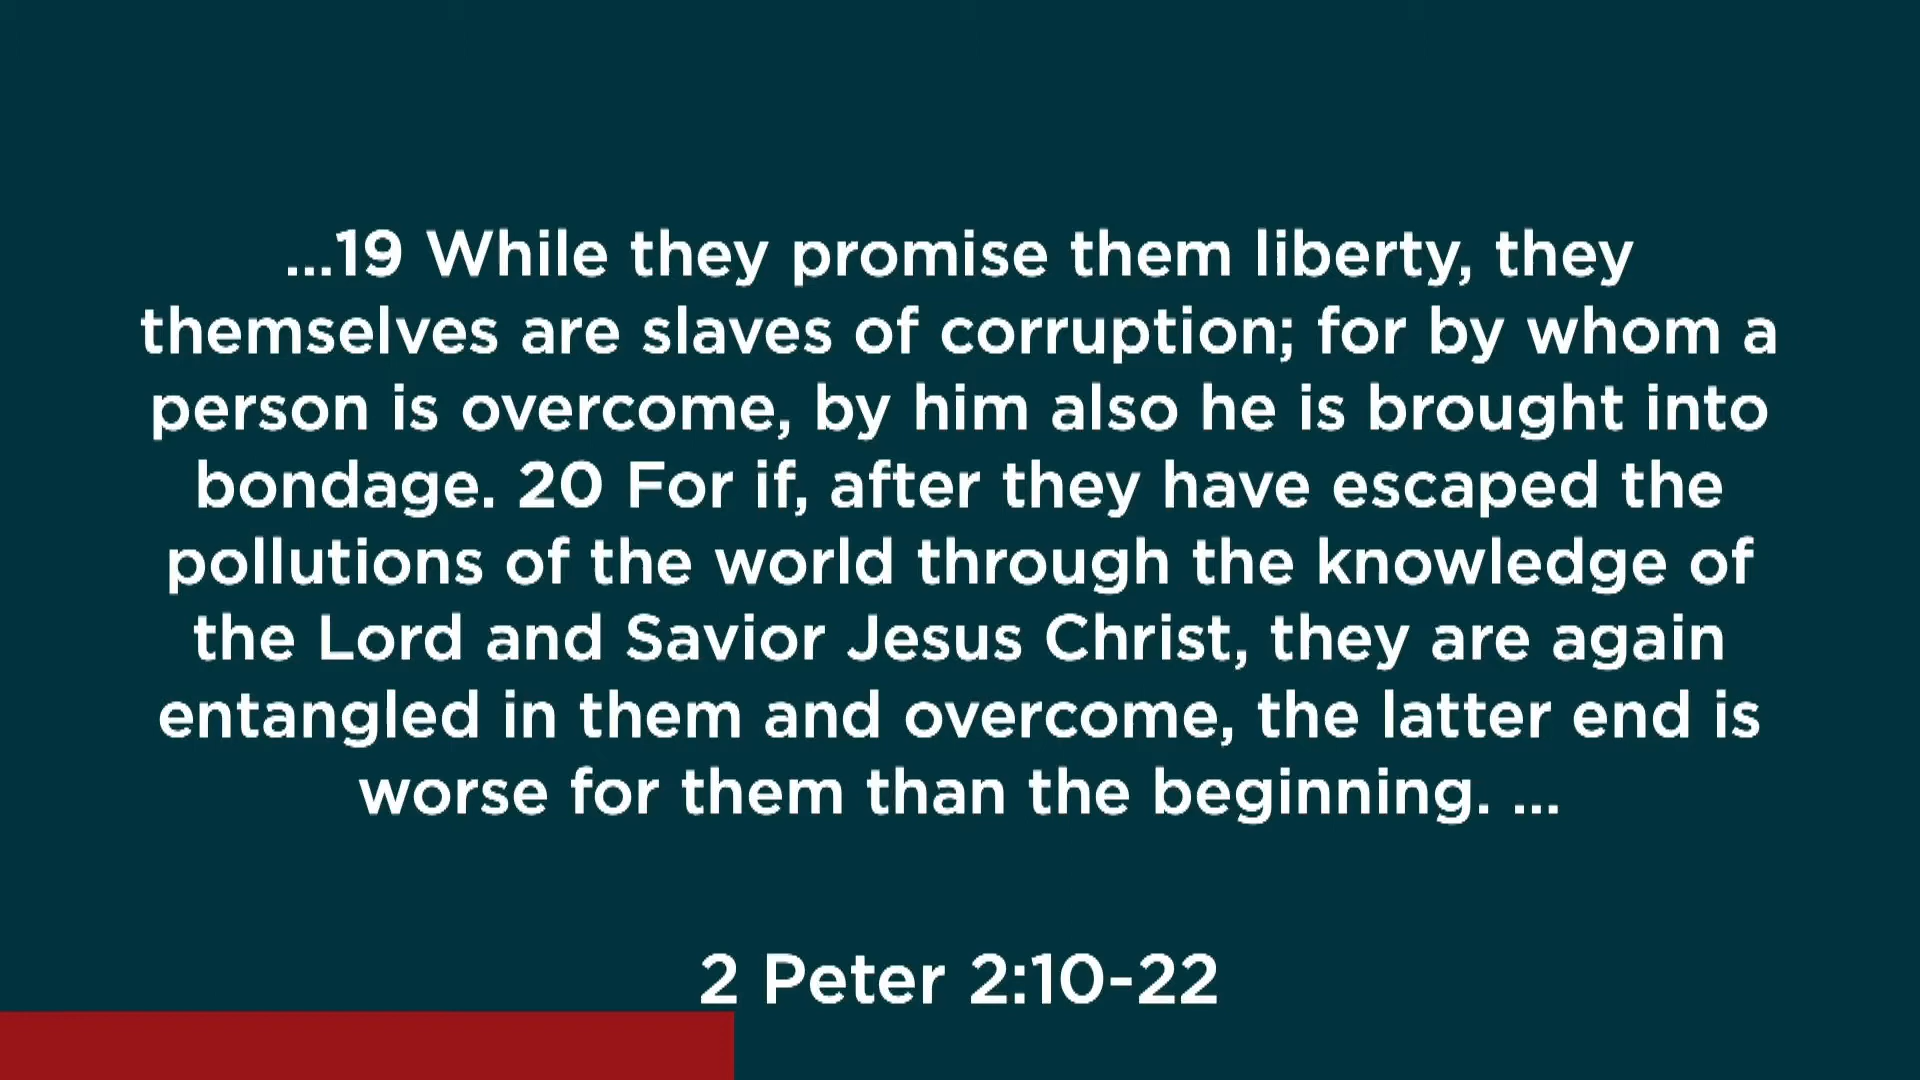 ...19 While they promise them liberty, they
themselves are slaves of corruption; for by whom a
person is overcome, by him also he is brought into
bondage. 20 For if, after they have escaped the
pollutions of the world through the knowledge of
the Lord and Savior Jesus Christ, they are again
entangled in them and overcome, the latter end is
worse for them than the beginning. ...
2 Peter 2:10-22